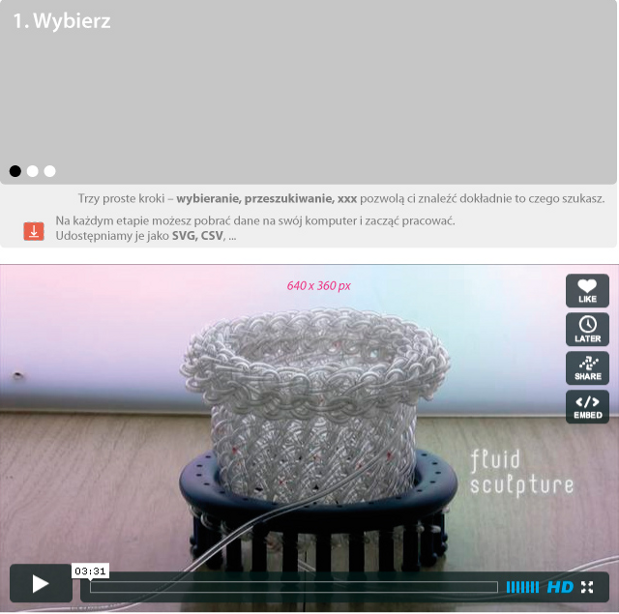 1. Wybierz
Trzy proste kroki – wybieranie, przeszukiwanie, xxx pozwolą ci znaleźć dokładnie to czego szukasz.
Na każdym etapie możesz pobrać dane na swój komputer i zacząć pracować.
Udostępniamy je jako SVG, CSV, ...
640 x 360 px
LIKE
LATER
SHARE
</> 
EMBED
fluid
sculpture
03:31
HD